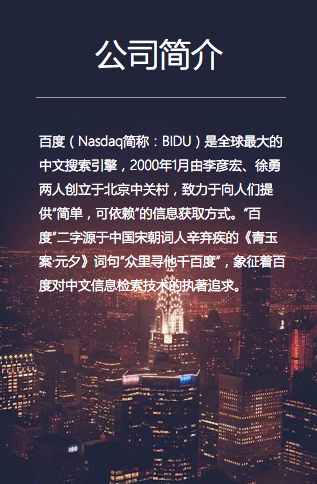 公司简介
百度（Nasdaq简称：BIDU）是全球最大的
中文搜索引擎，2000年1月由李彦宏、徐勇
两人创立于北京中关村，致力于向人们提
供“简单，可依赖”的信息获取方式。“百
度”二字源于中国宋朝词人辛弃疾的《青玉
案·元夕》词句“众里寻他千百度”，象征着百
度对中文信息检索技术的执著追求。